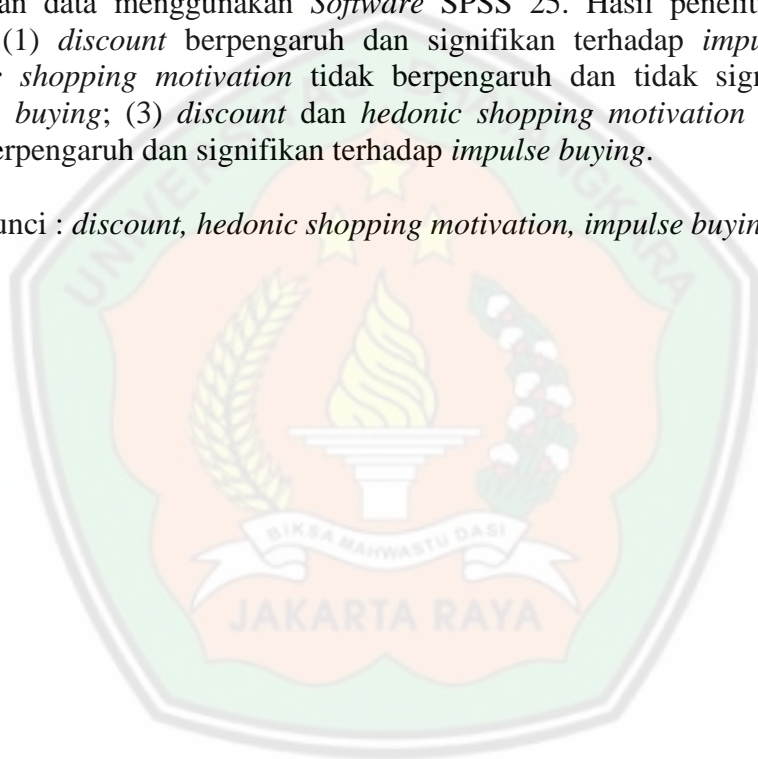 an data menggunakan Software SPSS 25. Hasil penelit
(1) discount berpengaruh dan signifikan terhadap impu
shopping motivation tidak berpengaruh dan tidak sign
buying; (3) discount dan hedonic shopping motivation
erpengaruh dan signifikan terhadap impulse buying.
unci : discount, hedonic shopping motivation, impulse buyin
BIKSA MAHWASTU DASI
JAKARTA RAYA